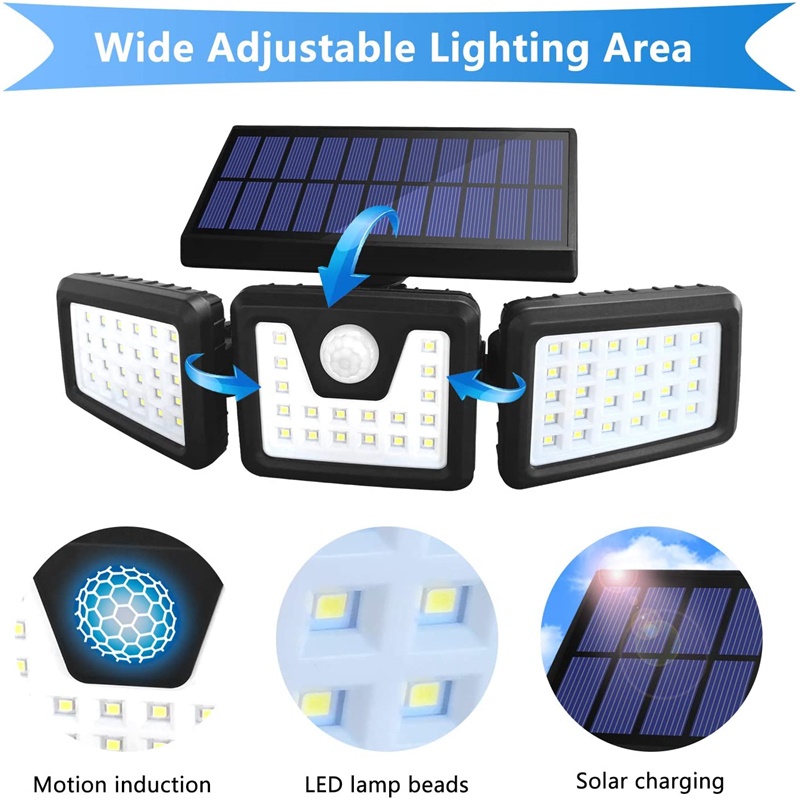 Wide Adjustable Lighting Area
Motion induction
LED lamp beads
Solar charging